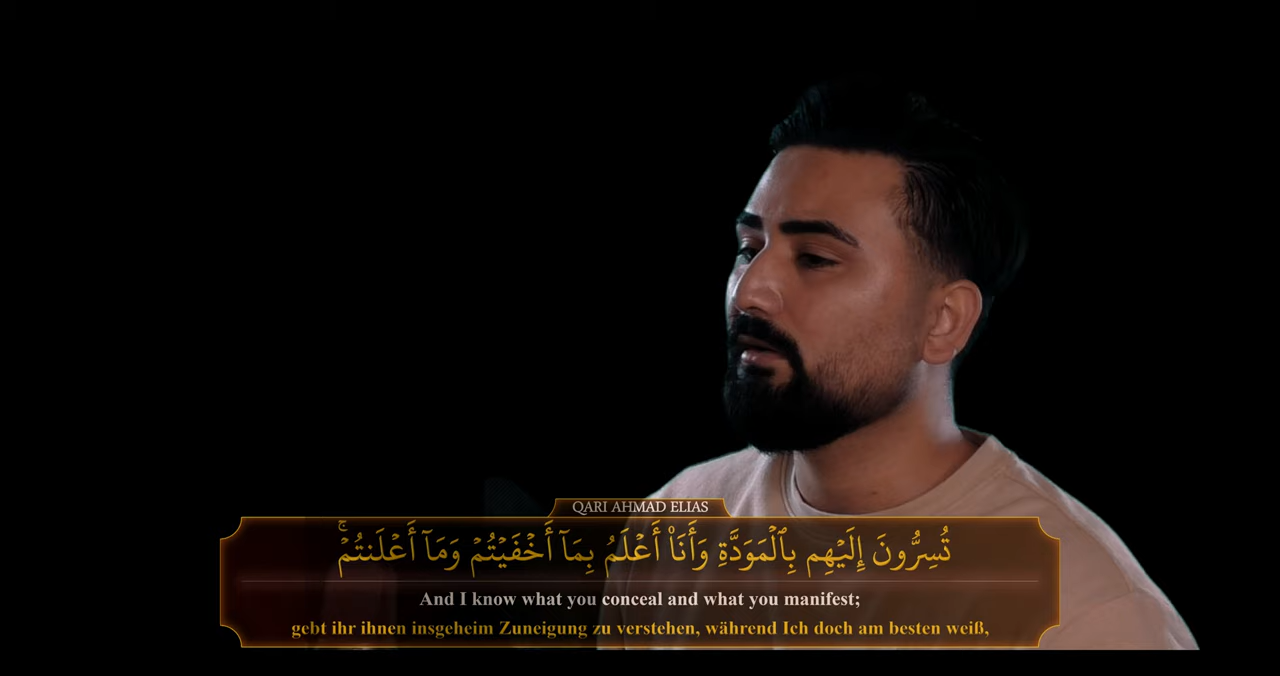 QARI AHMAD ELIAS
تُسِرُّونَ إِلَيْهِم بِٱلْمَوَدَّةِ وَأَنَا۠ أَعْلَمُ بِمَآ أَخْفَيْتُمْ وَمَآ أَعْلَنتُمْ ۚ
And I know what you conceal and what you manifest;
gebt ihr ihnen insgeheim Zuneigung zu verstehen, während Ich doch am besten weiß,